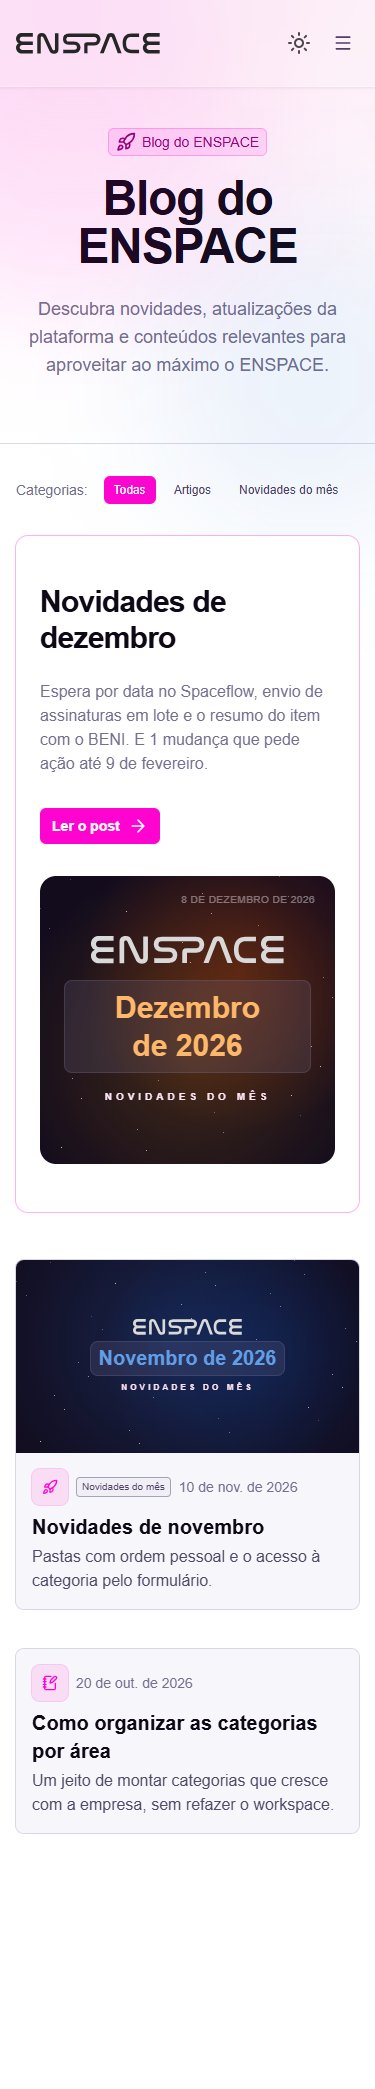 ENSPACE
Blog do ENSPACE
Blog do
ENSPACE
Descubra novidades, atualizações da
plataforma e conteúdos relevantes para
aproveitar ao máximo o ENSPACE.
Categorias: Todas Artigos Novidades do mês
Novidades de
dezembro
Espera por data no Spaceflow, envio de
assinaturas em lote e o resumo do item
com o BENI. E 1 mudança que pede
ação até 9 de fevereiro.
Ler o post
8 DE DEZEMBRO DE 2026
ENSPACE
Dezembro
de 2026
NOVIDADES DO MÊS
ENSPACE
Novembro de 2026
NOVIDADES DO MÊS
Novidades do mês 10 de nov. de 2026
Novidades de novembro
Pastas com ordem pessoal e o acesso à
categoria pelo formulário.
20 de out. de 2026
Como organizar as categorias
por área
Um jeito de montar categorias que cresce
com a empresa, sem refazer o workspace.